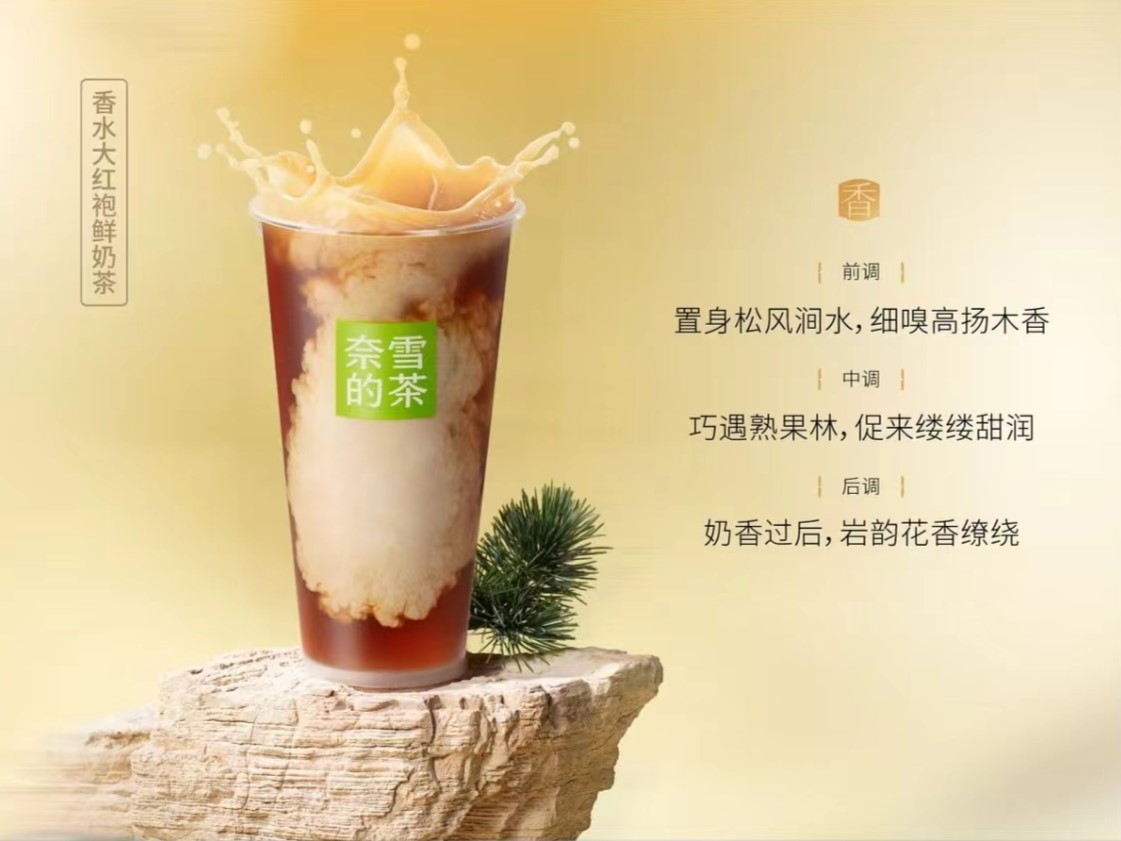 香水大红袍鲜奶茶
奈雪
的茶
香
前调
置身松风涧水，细嗅高扬木香
中调
巧遇熟果林，促来缕缕甜润
后调
奶香过后，岩韵花香缭绕